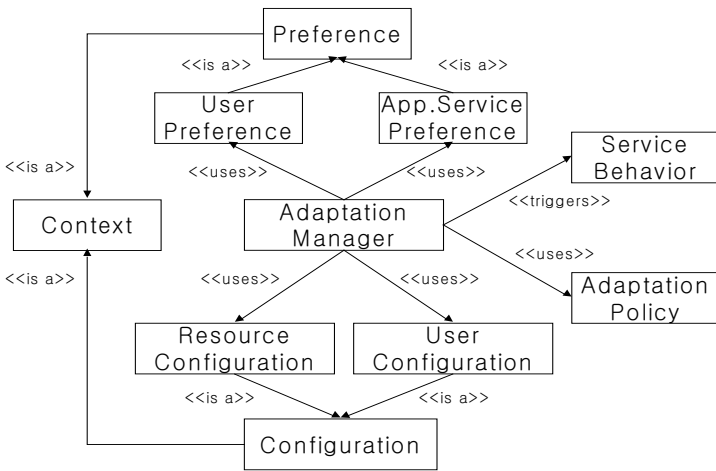 Preference
<<is a>> <<is a>>
User
Preference
App.Service
Preference
<<is a>>
<<uses>> <<uses>>
Service
Behavior
Context
Adaptation
Manager
<<triggers>>
<<is a>>
<<uses>> <<uses>>
<<uses>>
Adaptation
Policy
Resource
Configuration
User
Configuration
<<is a>> <<is a>>
Configuration